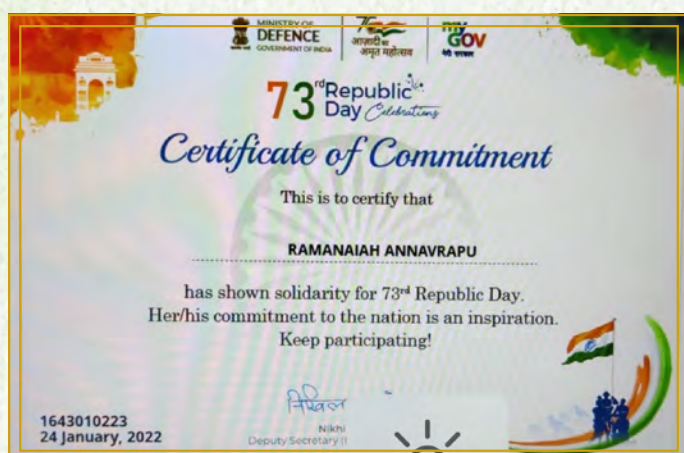 MINISTRY OF
DEFENCE
GOVERNMENT OF INDIA
आज़ादी का
अमृत महोत्सव
my
GOV
मेरी सरकार
73rd Republic
Day Celebrations
Certificate of Commitment
This is to certify that
RAMANAIAH ANNAVRAPU
has shown solidarity for 73rd Republic Day.
Her/his commitment to the nation is an inspiration.
Keep participating!
निखिल
1643010223
24 January, 2022
Nikhi
Deputy Secretary (I